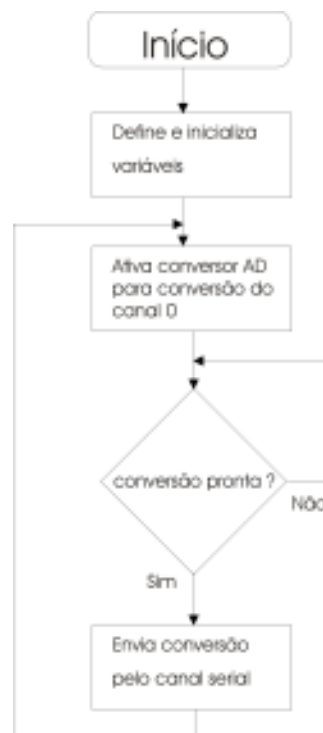 Início
Define e inicializa
variáveis
Ativa conversor AD
para conversão do
canal 0
conversão pronta ?
Não
Sim
Envia conversão
pelo canal serial